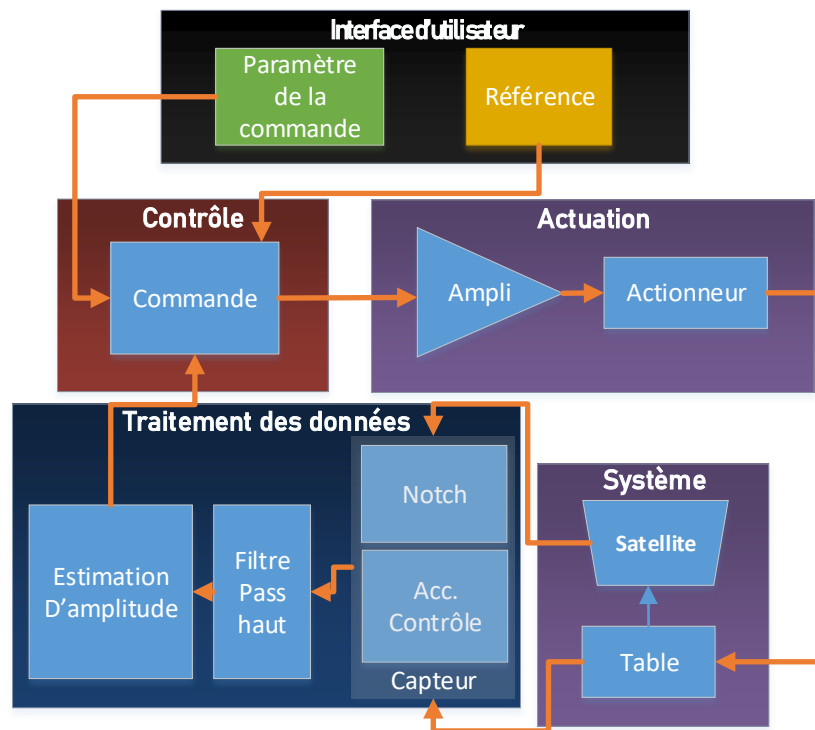 Interface d'utilisateur
Paramètre
de la
commande
Référence
Contrôle
Commande
Actuation
Ampli
Actionneur
Traitement des données
Notch
Acc.
Contrôle
Capteur
Filtre
Pass
haut
Estimation
D'amplitude
Système
Satellite
Table